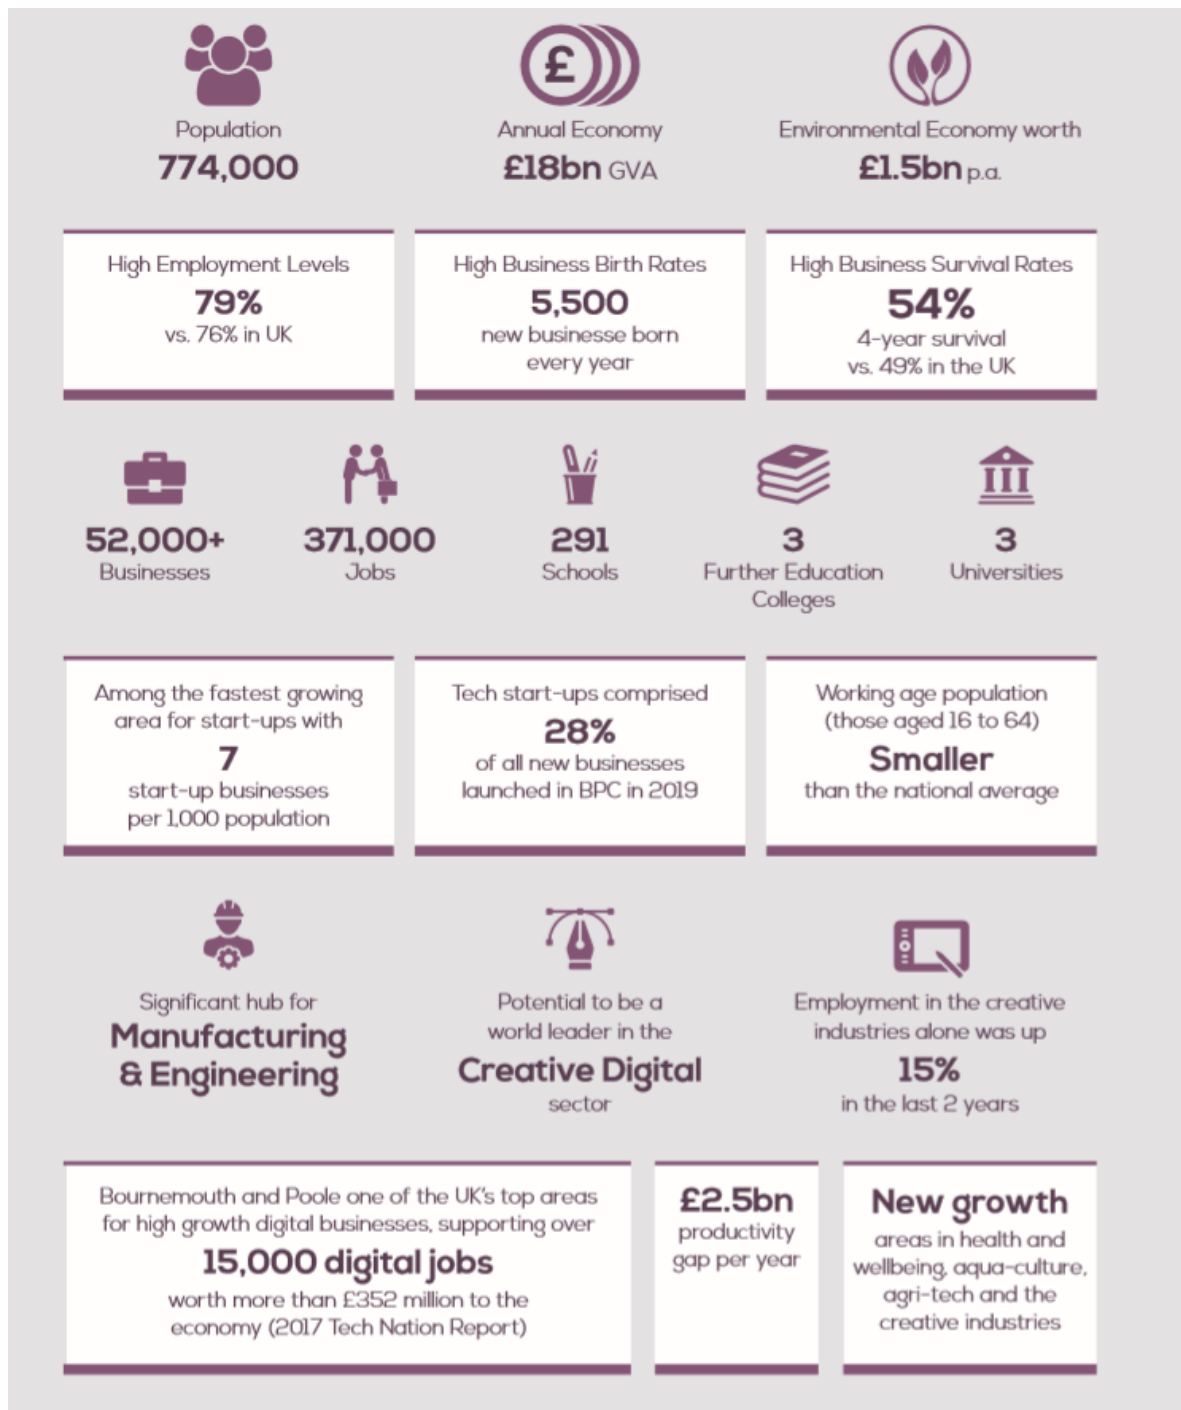 Population
774,000
Annual Economy
£18bn GVA
Environmental Economy worth
£1.5bn p.a.
High Employment Levels
79%
vs. 76% in UK
High Business Birth Rates
5,500
new businesse born
every year
High Business Survival Rates
54%
4-year survival
vs. 49% in the UK
52,000+
Businesses
371,000
Jobs
291
Schools
3
Further Education
Colleges
3
Universities
Among the fastest growing
area for start-ups with
7
start-up businesses
per 1,000 population
Tech start-ups comprised
28%
of all new businesses
launched in BPC in 2019
Working age population
(those aged 16 to 64)
Smaller
than the national average
Significant hub for
Manufacturing
& Engineering
Potential to be a
world leader in the
Creative Digital
sector
Employment in the creative
industries alone was up
15%
in the last 2 years
Bournemouth and Poole one of the UK's top areas
for high growth digital businesses, supporting over
15,000 digital jobs
worth more than £352 million to the
economy (2017 Tech Nation Report)
£2.5bn
productivity
gap per year
New growth
areas in health and
wellbeing, aqua-culture,
agri-tech and the
creative industries